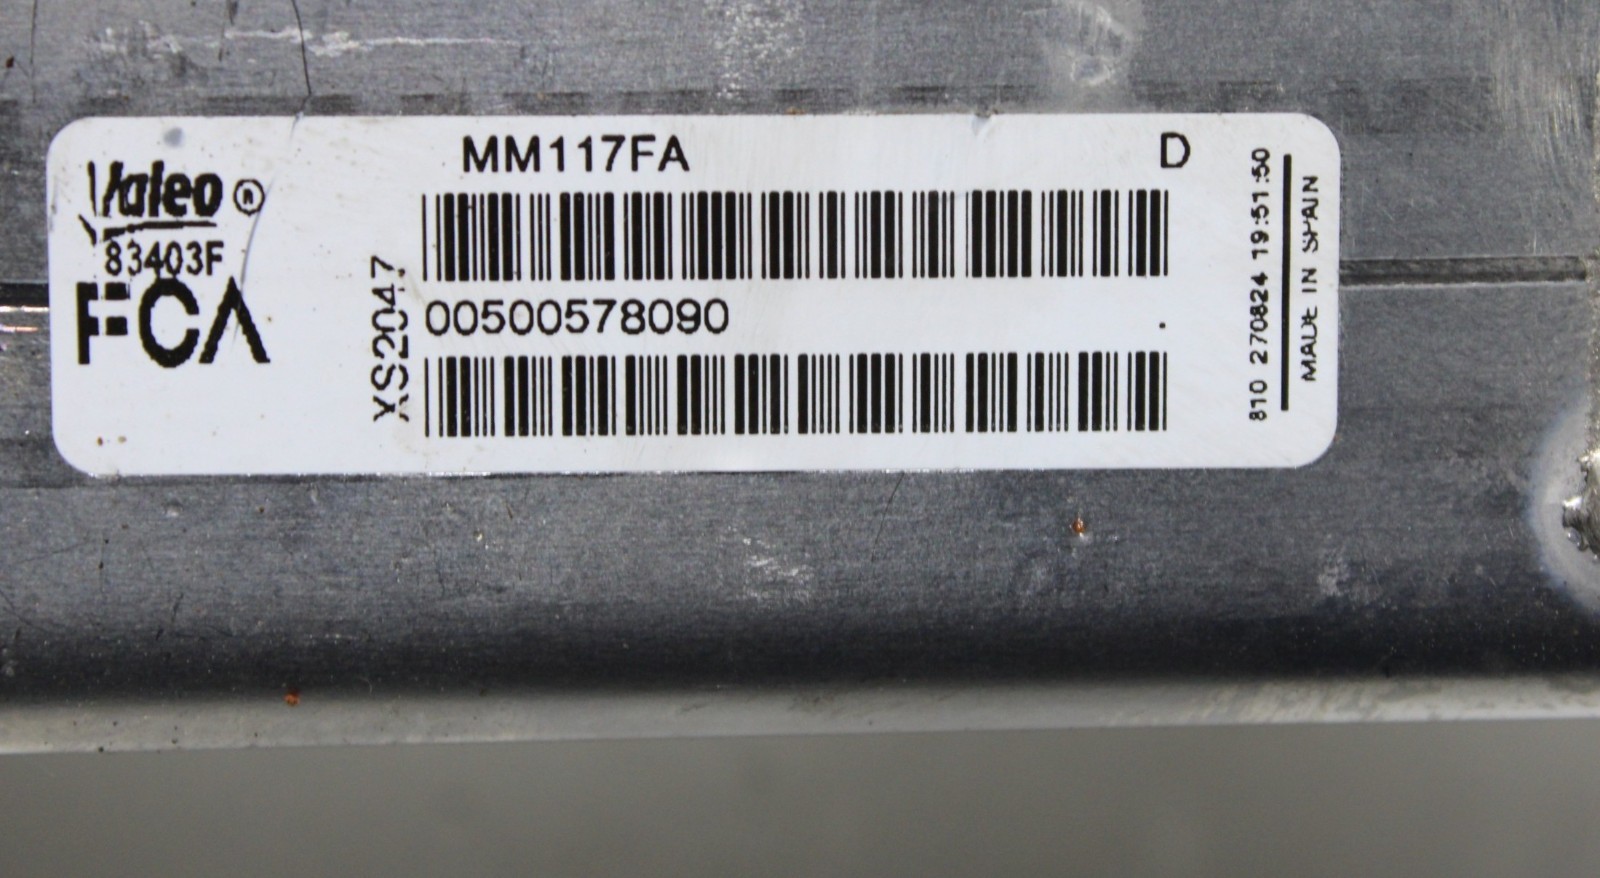 Valeo®
83403F
FCA
XS2047
MM117FA
D
00500578090 .
810 270824 19:51:50
MADE IN SPAIN